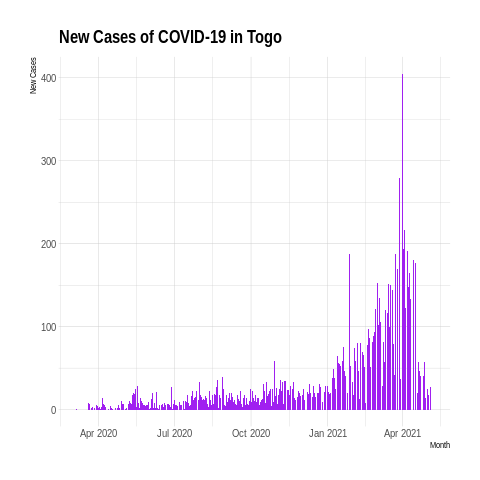 New Cases of COVID-19 in Togo
New Cases
400
300
200
100
0
Apr 2020
Jul 2020
Oct 2020
Jan 2021
Apr 2021
Month